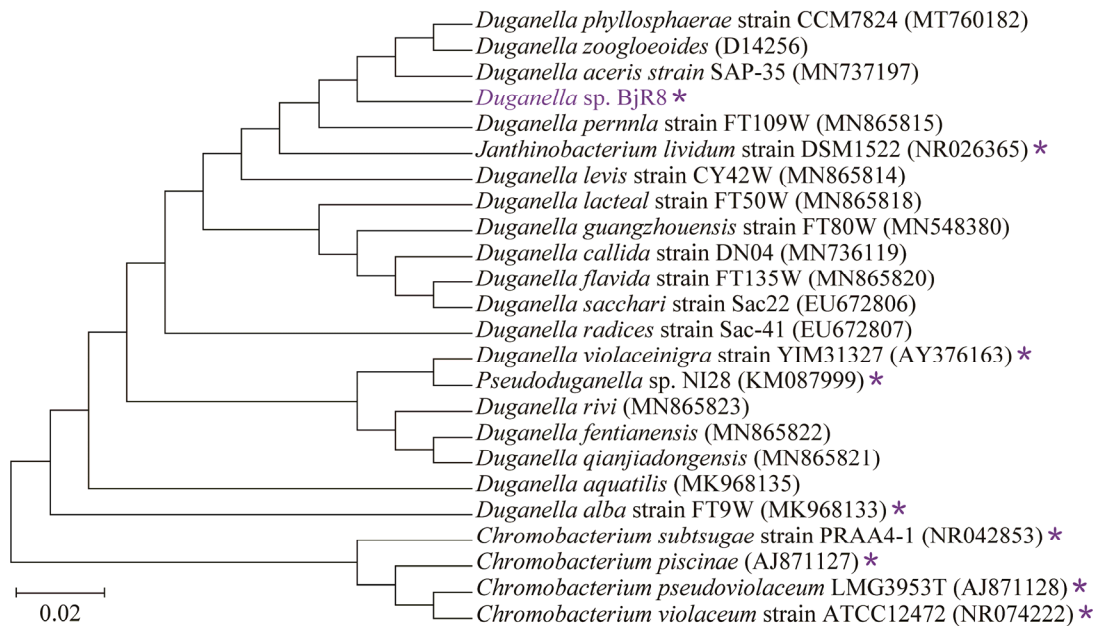 Duganella phyllosphaerae strain CCM7824 (MT760182)
Duganella zoogloeoides (D14256)
Duganella aceris strain SAP-35 (MN737197)
Duganella sp. BjR8 *
Duganella pernnla strain FT109W (MN865815)
Janthinobacterium lividum strain DSM1522 (NR026365) *
Duganella levis strain CY42W (MN865814)
Duganella lacteal strain FT50W (MN865818)
Duganella guangzhouensis strain FT80W (MN548380)
Duganella callida strain DN04 (MN736119)
Duganella flavida strain FT135W (MN865820)
Duganella sacchari strain Sac22 (EU672806)
Duganella radices strain Sac-41 (EU672807)
Duganella violaceinigra strain YIM31327 (AY376163) *
Pseudoduganella sp. NI28 (KM087999) *
Duganella rivi (MN865823)
Duganella fentianensis (MN865822)
Duganella qianjiadongensis (MN865821)
Duganella aquatilis (MK968135)
Duganella alba strain FT9W (MK968133) *
Chromobacterium subtsugae strain PRAA4-1 (NR042853) *
Chromobacterium piscinae (AJ871127) *
Chromobacterium pseudoviolaceum LMG3953T (AJ871128) *
Chromobacterium violaceum strain ATCC12472 (NR074222) *
0.02